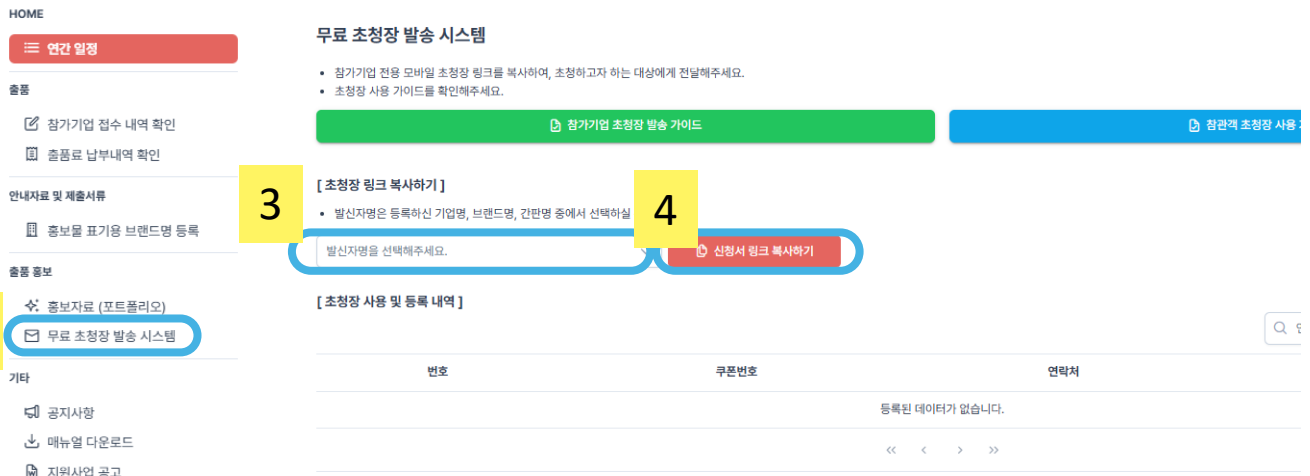 HOME
연간 일정
출품
참가기업 접수 내역 확인
출품료 납부내역 확인
안내자료 및 제출서류
홍보물 표기용 브랜드명 등록
출품 홍보
홍보자료 (포트폴리오)
무료 초청장 발송 시스템
기타
공지사항
매뉴얼 다운로드
지원사업 공고
무료 초청장 발송 시스템
참가기업 전용 모바일 초청장 링크를 복사하여, 초청하고자 하는 대상에게 전달해주세요.
초청장 사용 가이드를 확인해주세요.
참가기업 초청장 발송 가이드
참관객 초청장 사용
3
[ 초청장 링크 복사하기 ]
4
발신자명은 등록하신 기업명, 브랜드명, 간판명 중에서 선택하실
발신자명을 선택해주세요.
신청서 링크 복사하기
[ 초청장 사용 및 등록 내역 ]
번호 쿠폰번호 연락처
등록된 데이터가 없습니다.